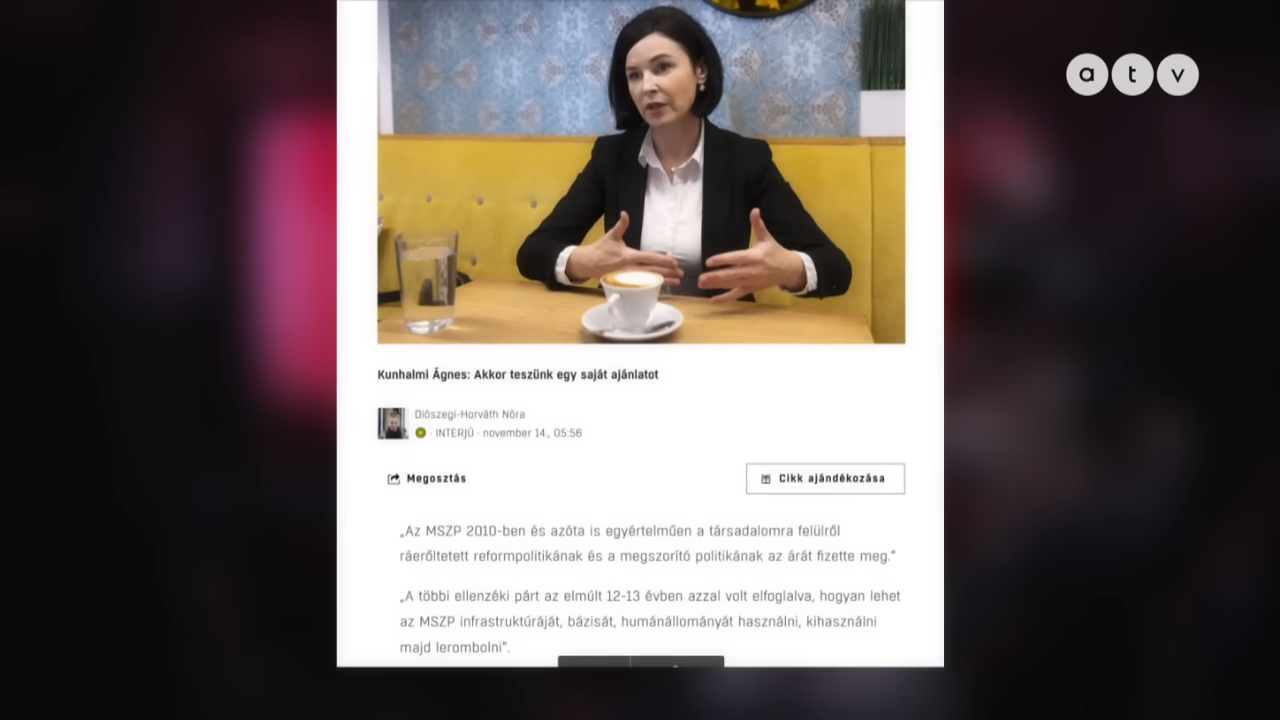 atv
Kunhalmi Ágnes: Akkor teszünk egy saját ajánlatot
Diószegi-Horváth Nóra
· INTERJÚ · november 14., 05:56
Megosztás
Cikk ajándékozása
„Az MSZP 2010-ben és azóta is egyértelműen a társadalomra felülről
ráerőltetett reformpolitikának és a megszorító politikának az árát fizette meg.”
„A többi ellenzéki párt az elmúlt 12-13 évben azzal volt elfoglalva, hogyan lehet
az MSZP infrastruktúráját, bázisát, humánállományát használni, kihasználni
majd lerombolni”.